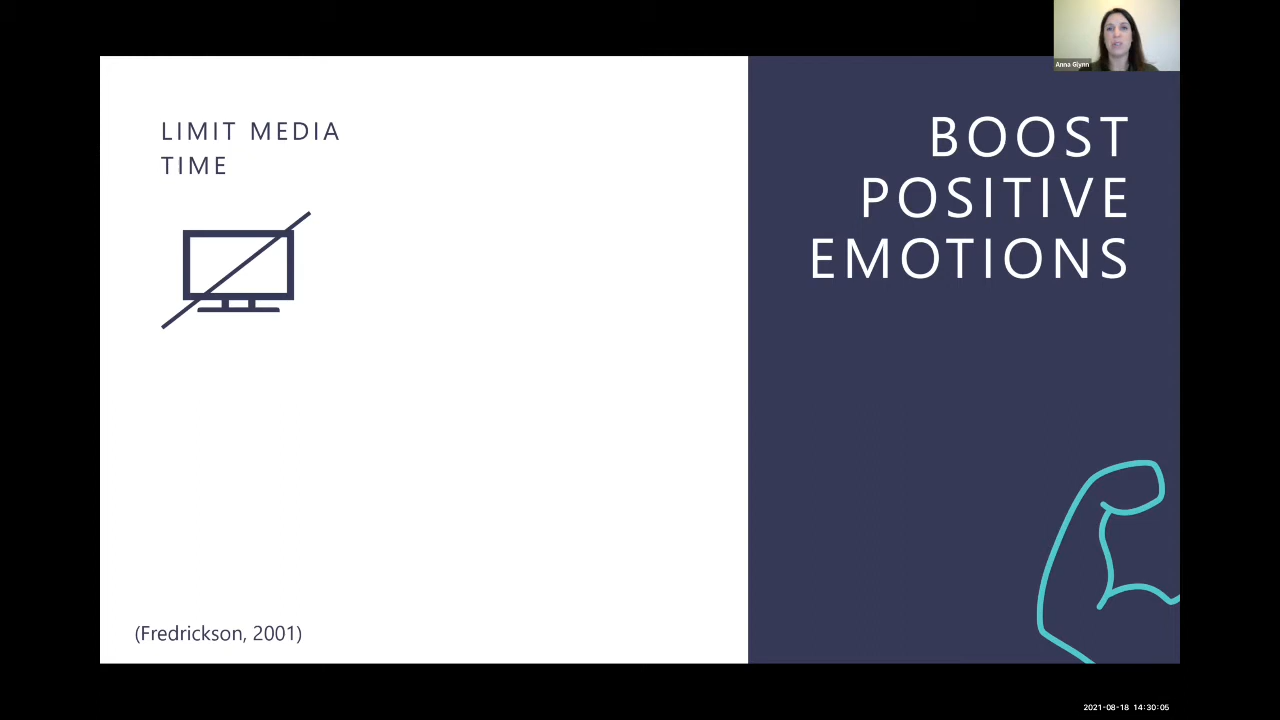 LIMIT MEDIA
TIME
(Fredrickson, 2001)
BOOST
POSITIVE
EMOTIONS
Anna Glynn
2021-08-18 14:30:05